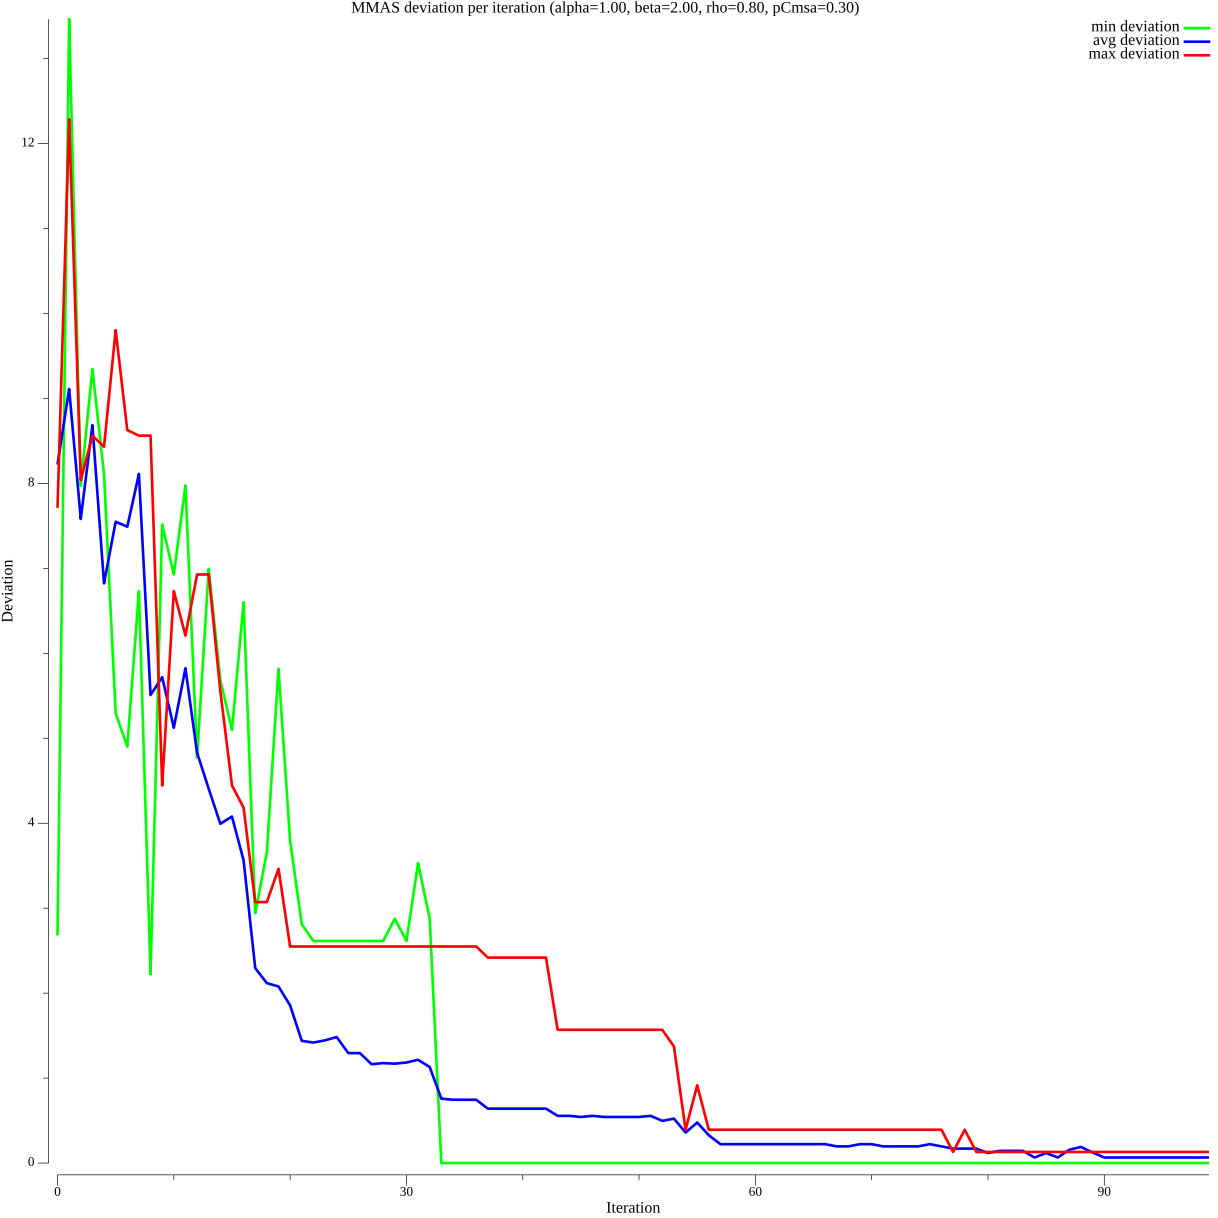 MMAS deviation per iteration (alpha=1.00, beta=2.00, rho=0.80, pCmsa=0.30)
min deviation
avg deviation
max deviation
12
8
4
0
Deviation
0 30 60 90
Iteration